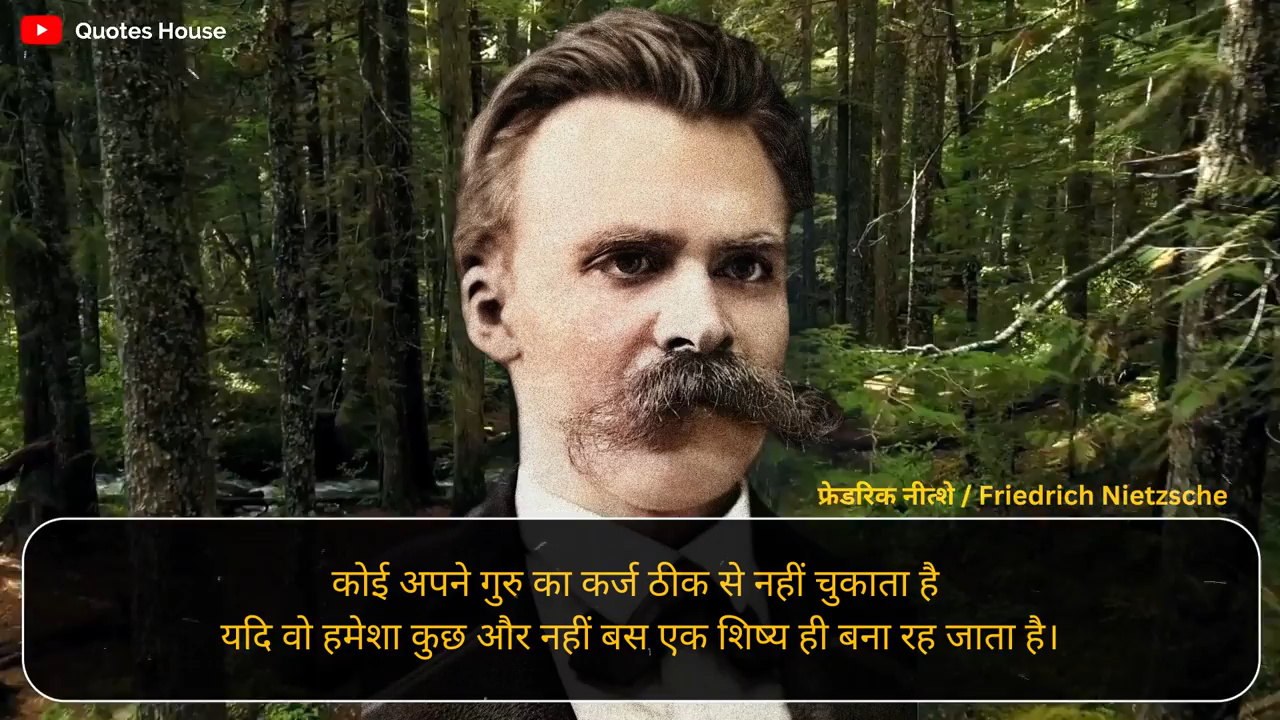 Quotes House
फ्रेडरिक नीत्शे / Friedrich Nietzsche
कोई अपने गुरु का कर्ज ठीक से नहीं चुकाता है
यदि वो हमेशा कुछ और नहीं बस एक शिष्य ही बना रह जाता है।